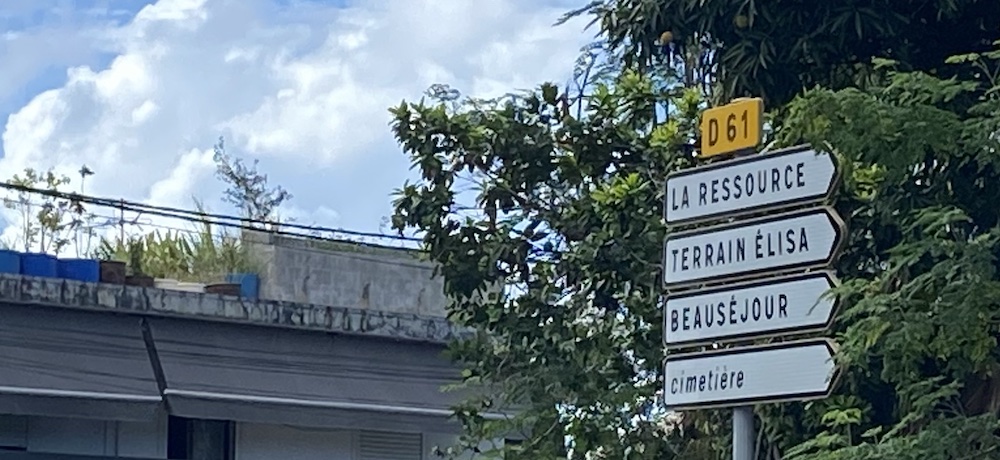 D 61
LA RESSOURCE
TERRAIN ÉLISA
BEAUSÉJOUR
cimetière